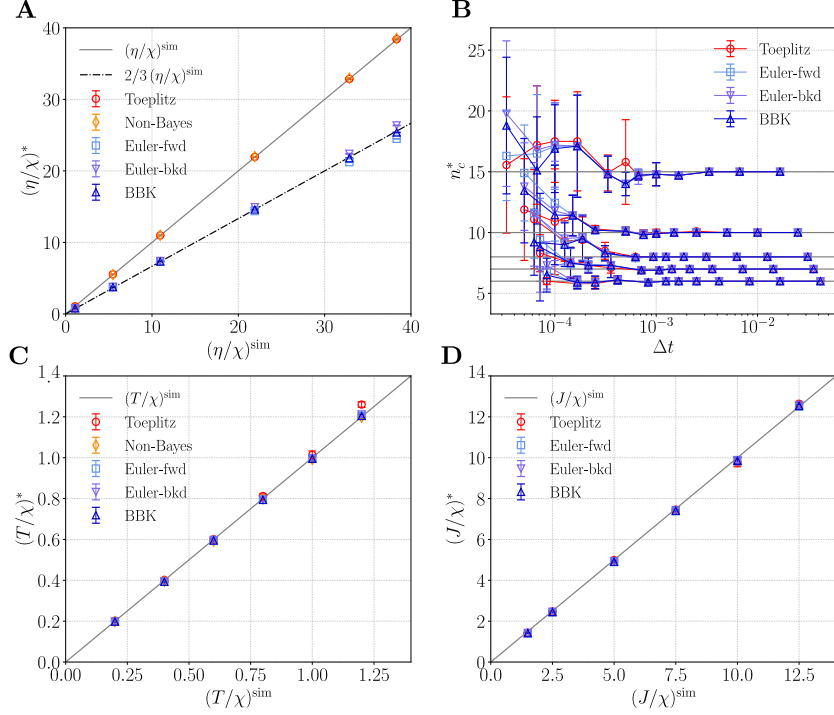 A
40
30
20
10
0
(η/χ)*
(η/χ)^sim
2/3 (η/χ)^sim
Toeplitz
Non-Bayes
Euler-fwd
Euler-bkd
BBK
0 10 20 30 40
(η/χ)^sim
B
25
20
15
10
5
n_c^*
Toeplitz
Euler-fwd
Euler-bkd
BBK
10^{-4} 10^{-3} 10^{-2}
Δt
C
1.4
1.2
1.0
0.8
0.6
0.4
0.2
0.0
(T/χ)*
(T/χ)^sim
Toeplitz
Non-Bayes
Euler-fwd
Euler-bkd
BBK
0.00 0.25 0.50 0.75 1.00 1.25
(T/χ)^sim
D
14
12
10
8
6
4
2
0
(J/χ)*
(J/χ)^sim
Toeplitz
Euler-fwd
Euler-bkd
BBK
0.0 2.5 5.0 7.5 10.0 12.5
(J/χ)^sim